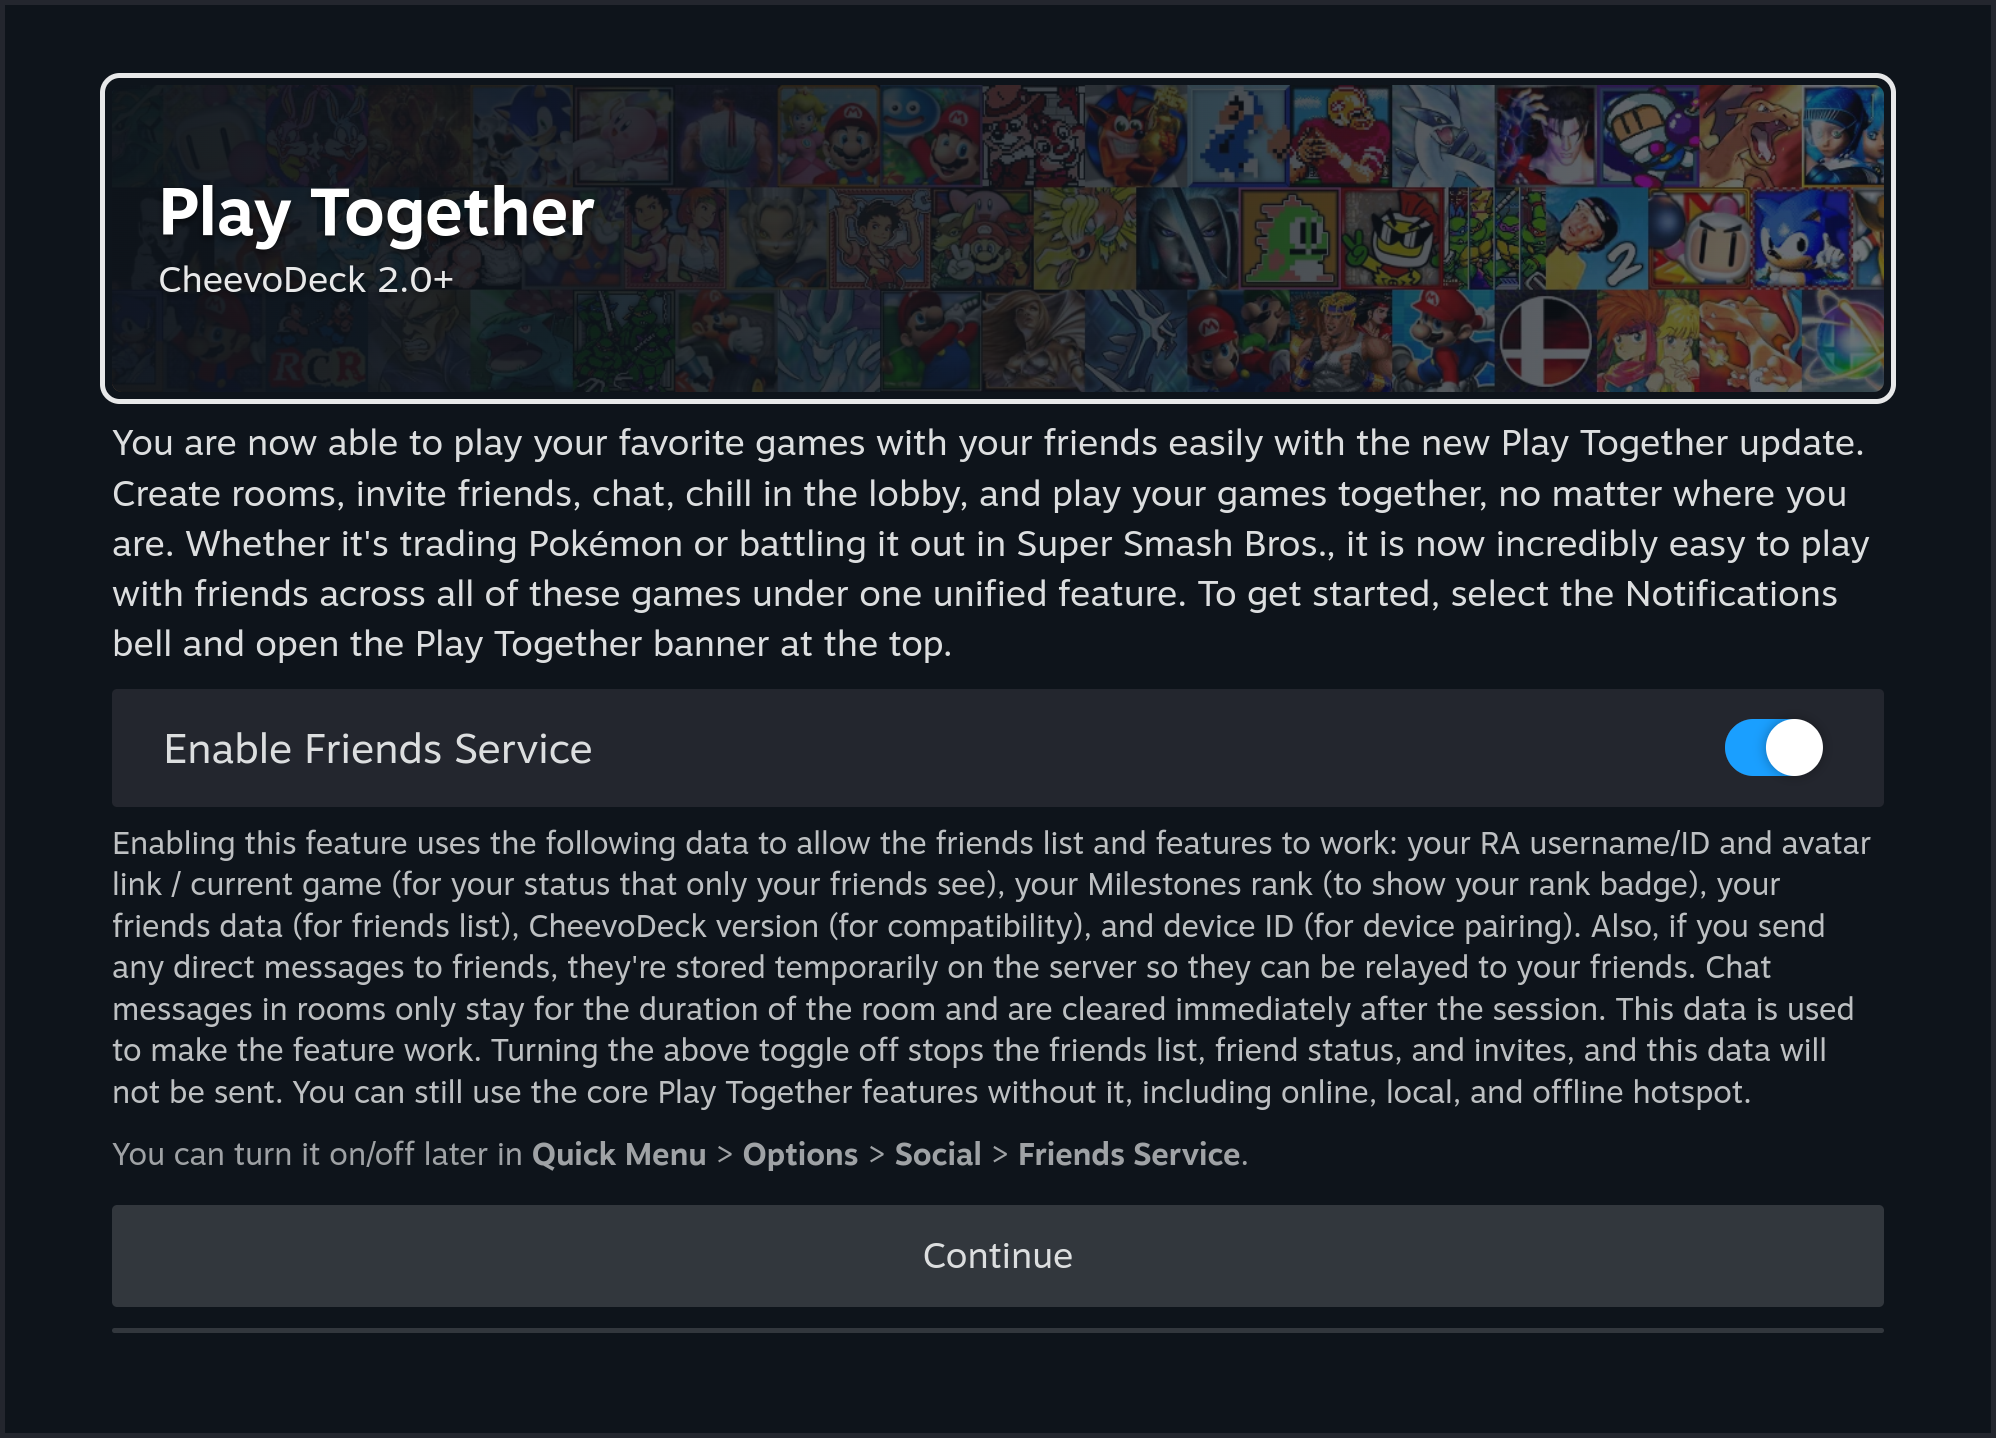 Play Together
CheevoDeck 2.0+
RCR
2
You are now able to play your favorite games with your friends easily with the new Play Together update.
Create rooms, invite friends, chat, chill in the lobby, and play your games together, no matter where you
are. Whether it's trading Pokémon or battling it out in Super Smash Bros., it is now incredibly easy to play
with friends across all of these games under one unified feature. To get started, select the Notifications
bell and open the Play Together banner at the top.
Enable Friends Service
Enabling this feature uses the following data to allow the friends list and features to work: your RA username/ID and avatar
link / current game (for your status that only your friends see), your Milestones rank (to show your rank badge), your
friends data (for friends list), CheevoDeck version (for compatibility), and device ID (for device pairing). Also, if you send
any direct messages to friends, they're stored temporarily on the server so they can be relayed to your friends. Chat
messages in rooms only stay for the duration of the room and are cleared immediately after the session. This data is used
to make the feature work. Turning the above toggle off stops the friends list, friend status, and invites, and this data will
not be sent. You can still use the core Play Together features without it, including online, local, and offline hotspot.
You can turn it on/off later in Quick Menu > Options > Social > Friends Service.
Continue